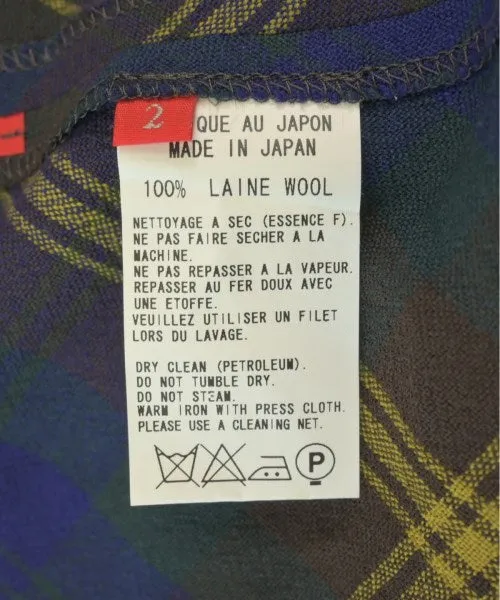 2
QUE AU JAPON
MADE IN JAPAN
100% LAINE WOOL
NETTOYAGE A SEC (ESSENCE F).
NE PAS FAIRE SECHER A LA
MACHINE.
NE PAS REPASSER A LA VAPEUR.
REPASSER AU FER DOUX AVEC
UNE ETOFFE.
VEUILLEZ UTILISER UN FILET
LORS DU LAVAGE.
DRY CLEAN (PETROLEUM).
DO NOT TUMBLE DRY.
DO NOT STEAM.
WARM IRON WITH PRESS CLOTH.
PLEASE USE A CLEANING NET.
P